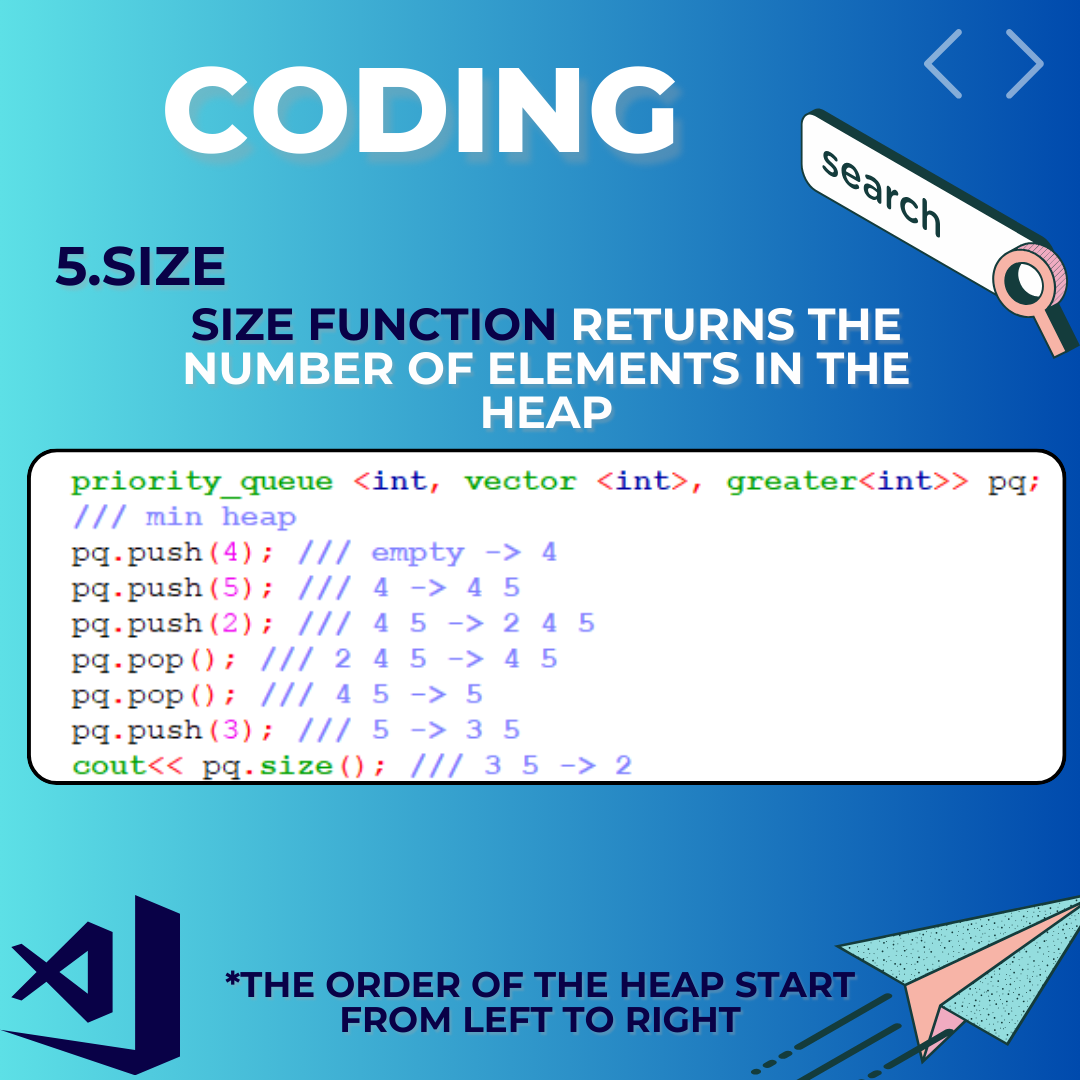 CODING
search
5.SIZE
SIZE FUNCTION RETURNS THE
NUMBER OF ELEMENTS IN THE
HEAP
priority_queue <int, vector <int>, greater<int>> pq;
/// min heap
pq.push(4); /// empty -> 4
pq.push(5); /// 4 -> 4 5
pq.push(2); /// 4 5 -> 2 4 5
pq.pop(); /// 2 4 5 -> 4 5
pq.pop(); /// 4 5 -> 5
pq.push(3); /// 5 -> 3 5
cout<< pq.size(); /// 3 5 -> 2
*THE ORDER OF THE HEAP START
FROM LEFT TO RIGHT